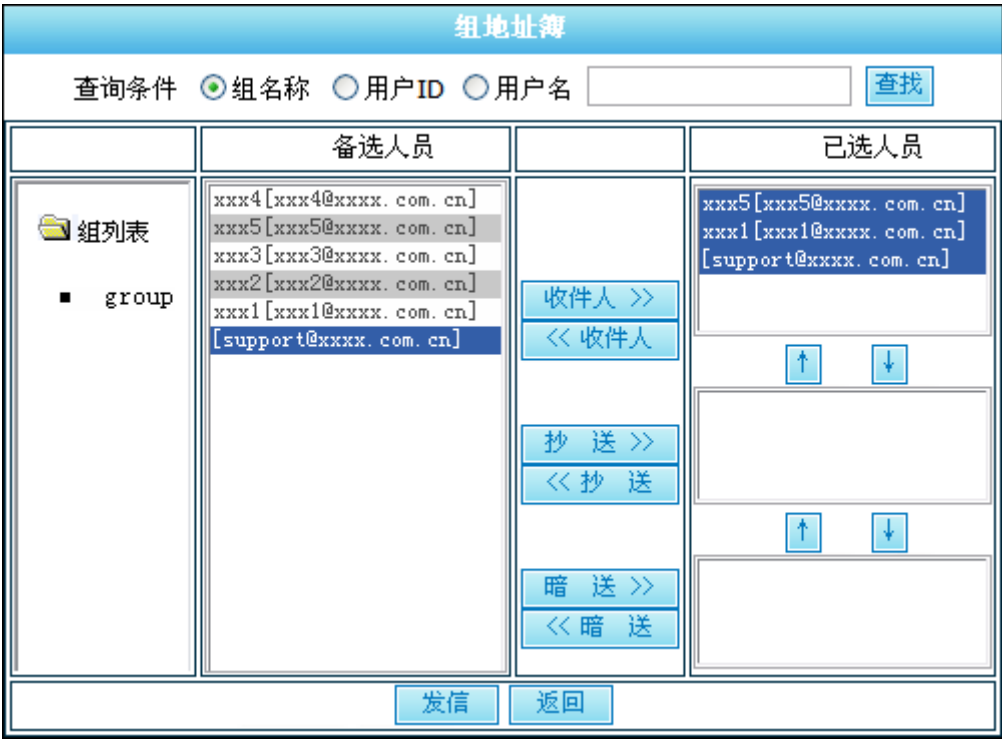 组地址簿
查询条件 组名称 用户ID 用户名 查找
备选人员 已选人员
组列表
group
xxx4[xxx4@xxxx.com.cn]
xxx5[xxx5@xxxx.com.cn]
xxx3[xxx3@xxxx.com.cn]
xxx2[xxx2@xxxx.com.cn]
xxx1[xxx1@xxxx.com.cn]
[support@xxxx.com.cn]
收件人 >>
<< 收件人
抄 送 >>
<< 抄 送
暗 送 >>
<< 暗 送
xxx5[xxx5@xxxx.com.cn]
xxx1[xxx1@xxxx.com.cn]
[support@xxxx.com.cn]
↑ ↓
↑ ↓
发信 返回